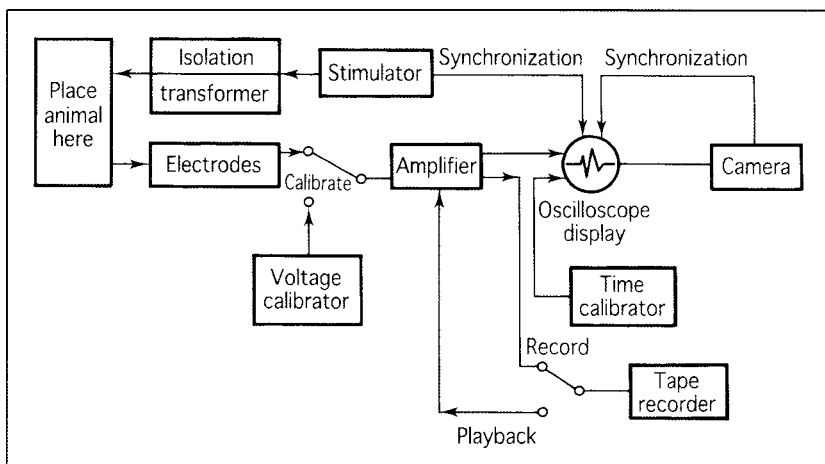 Place
animal
here
Isolation
transformer
Stimulator
Synchronization
Synchronization
Electrodes
Calibrate
Amplifier
Oscilloscope
display
Camera
Voltage
calibrator
Time
calibrator
Record
Tape
recorder
Playback